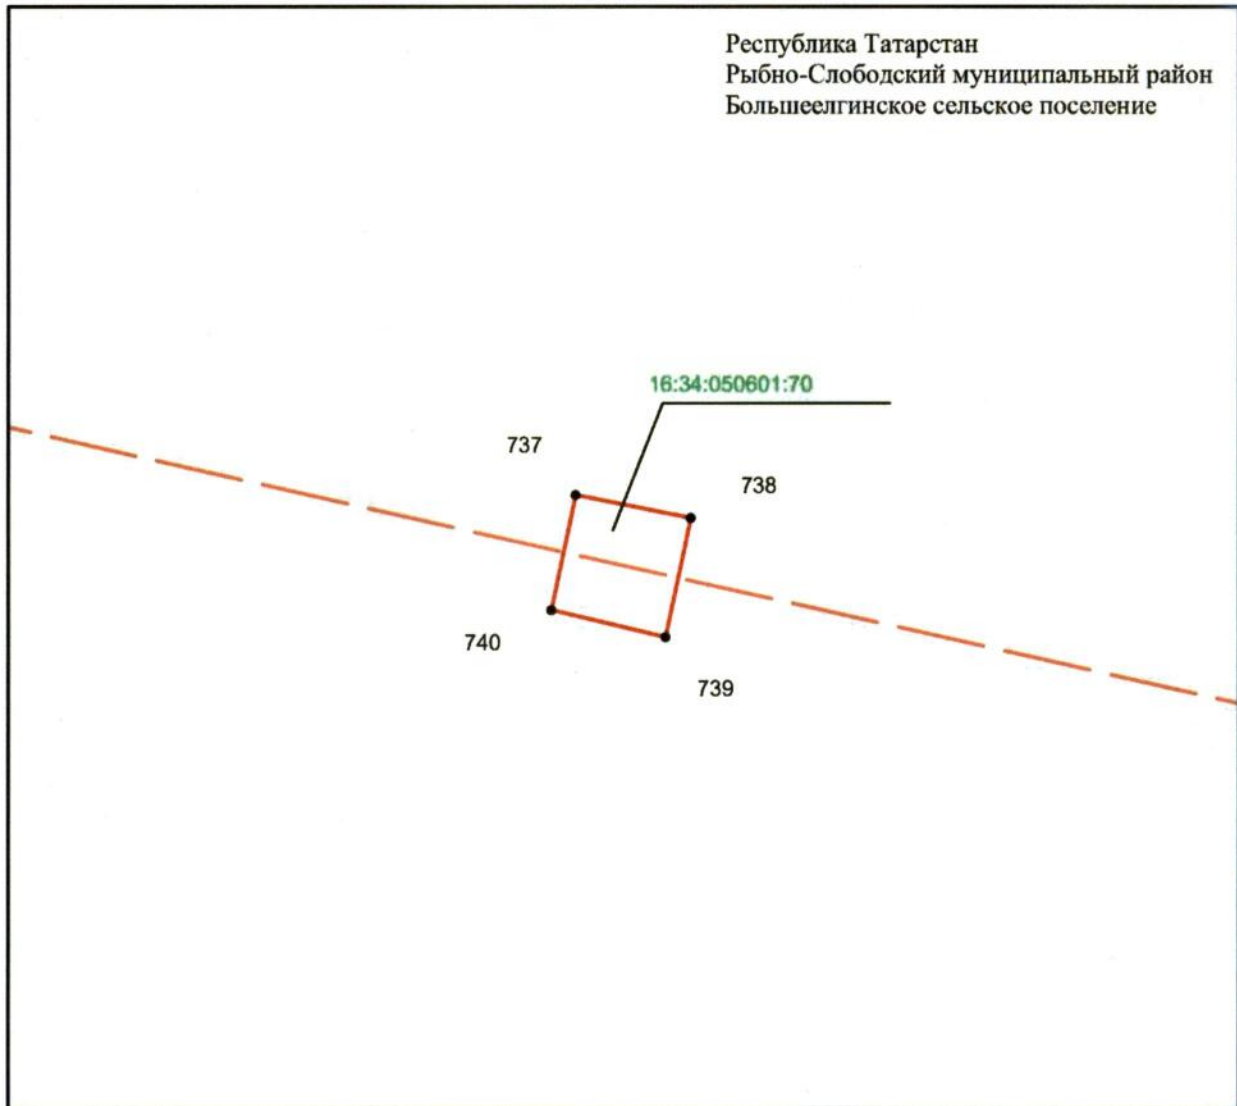 Республика Татарстан
Рыбно-Слободский муниципальный район
Большеелгинское сельское поселение
16:34:050601:70
737
738
740
739